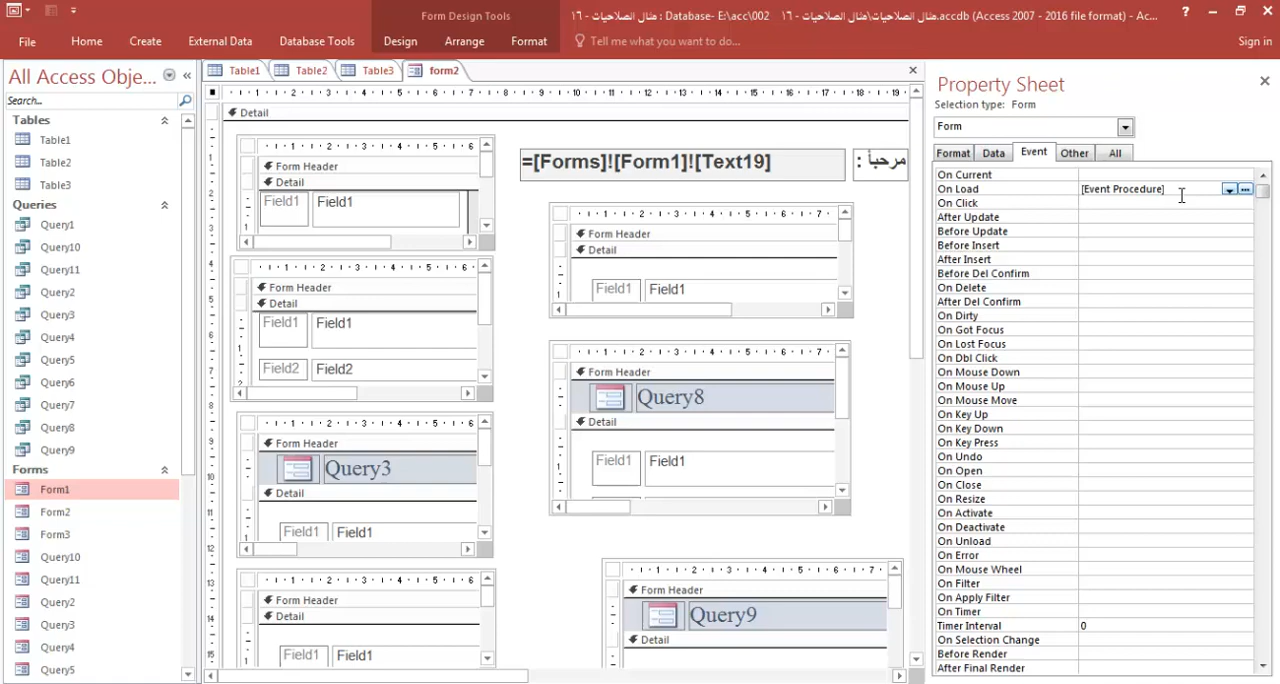 Form Design Tools
مثال الصلاحيات - ١٦ : Database- E:\acc\002 مثال الصلاحيات - ١٦\مثال الصلاحيات.accdb (Access 2007 - 2016 file format) - Ac...
File Home Create External Data Database Tools Design Arrange Format Tell me what you want to do... Sign in
All Access Obje...
Search...
Tables
Table1
Table2
Table3
Queries
Query1
Query10
Query11
Query2
Query3
Query4
Query5
Query6
Query7
Query8
Query9
Forms
Form1
Form2
Form3
Query10
Query11
Query2
Query3
Query4
Query5
Table1 Table2 Table3 form2
Detail
Form Header
Detail
Field1 Field1
Form Header
Detail
Field1 Field1
Field2 Field2
Form Header
Query3
Detail
Field1 Field1
Form Header
Detail
Field1 Field1
=[Forms]![Form1]![Text19]
مرحباً :
Form Header
Detail
Field1 Field1
Form Header
Query8
Detail
Field1 Field1
Form Header
Query9
Detail
Property Sheet
Selection type: Form
Form
Format Data Event Other All
On Current
On Load [Event Procedure]
On Click
After Update
Before Update
Before Insert
After Insert
Before Del Confirm
On Delete
After Del Confirm
On Dirty
On Got Focus
On Lost Focus
On Dbl Click
On Mouse Down
On Mouse Up
On Mouse Move
On Key Up
On Key Down
On Key Press
On Undo
On Open
On Close
On Resize
On Activate
On Deactivate
On Unload
On Error
On Mouse Wheel
On Filter
On Apply Filter
On Timer
Timer Interval 0
On Selection Change
Before Render
After Final Render